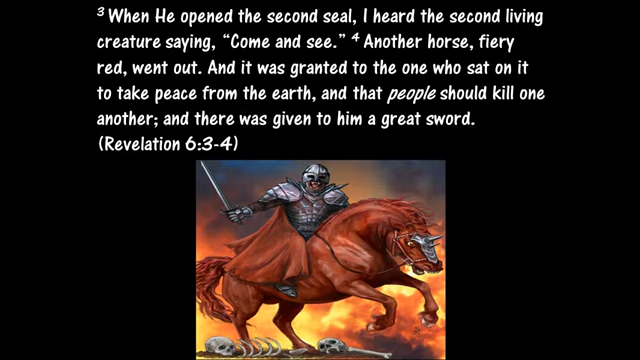 ³ When He opened the second seal, I heard the second living
creature saying, “Come and see.” ⁴ Another horse, fiery
red, went out. And it was granted to the one who sat on it
to take peace from the earth, and that people should kill one
another; and there was given to him a great sword.
(Revelation 6:3-4)